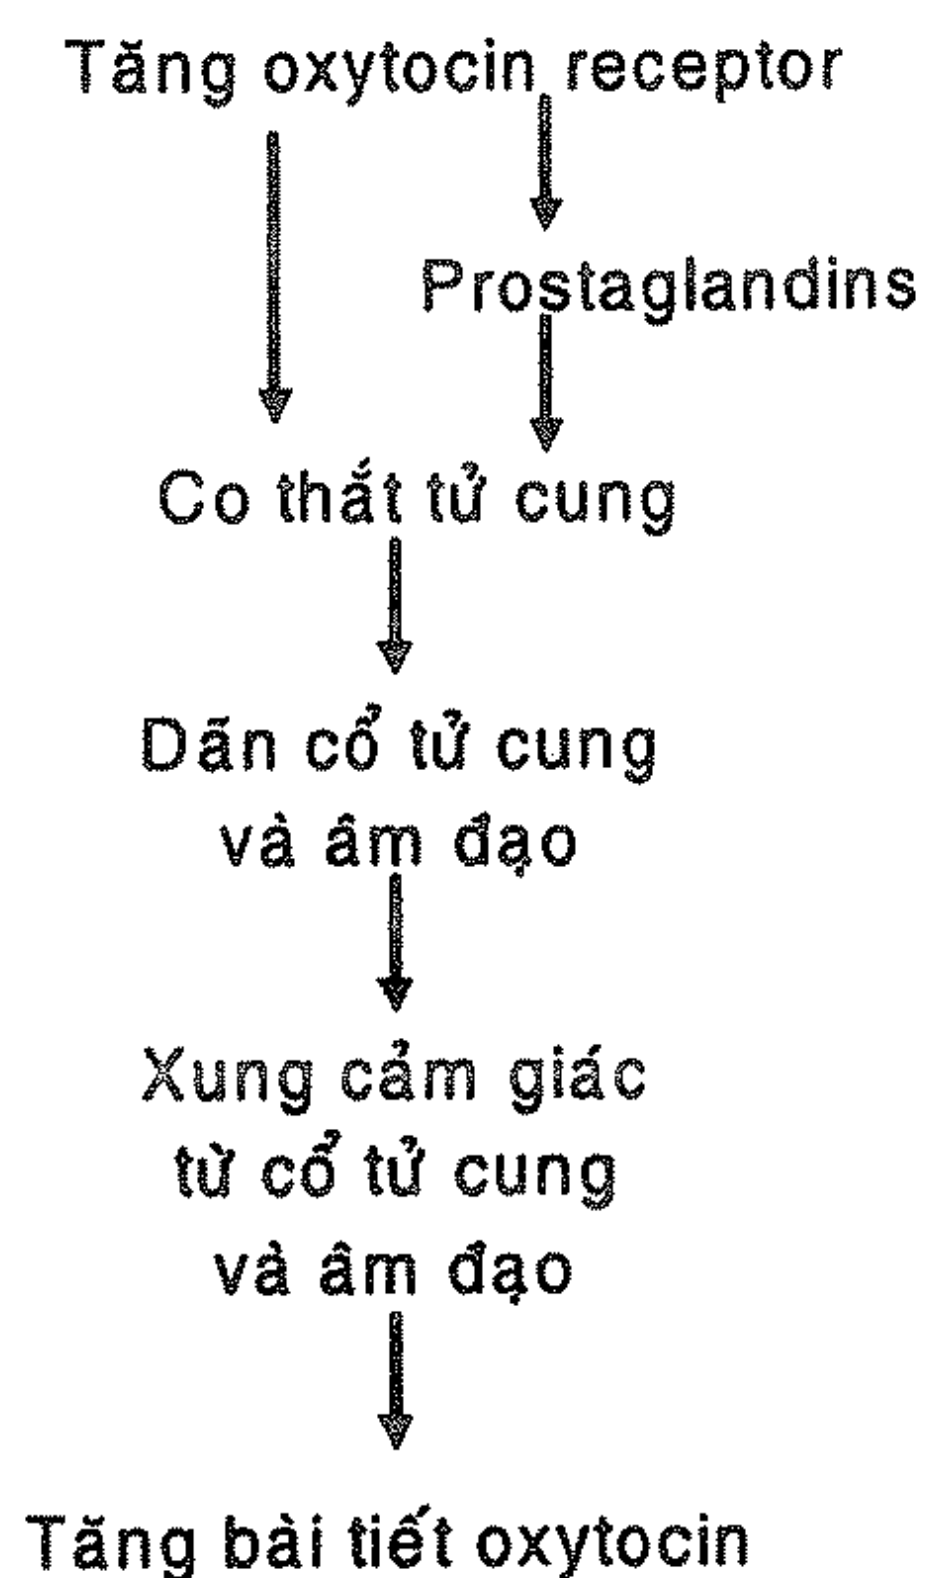 Tăng oxytocin receptor
Prostaglandins
Co thắt tử cung
Dãn cổ tử cung
và âm đạo
Xung cảm giác
từ cổ tử cung
và âm đạo
Tăng bài tiết oxytocin